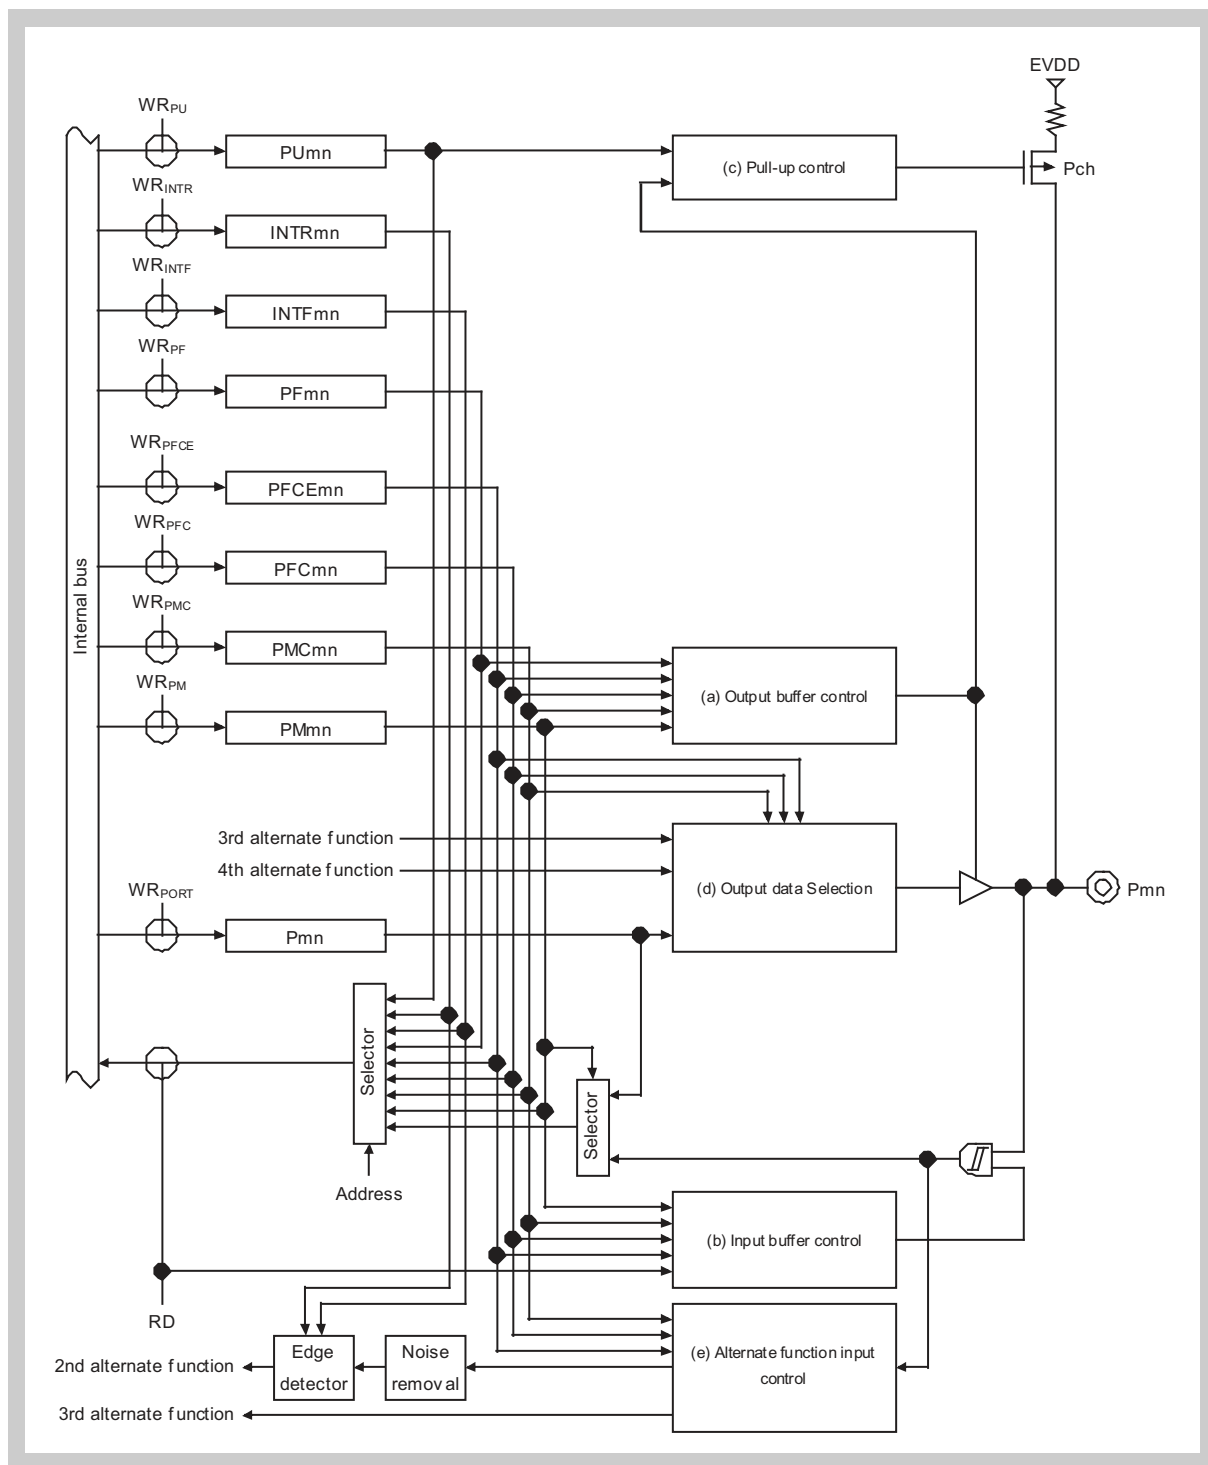 EVDD
WRPU
PUmn
(c) Pull-up control
Pch
WRINTR
INTRmn
WRINTF
INTFmn
WRPF
PFmn
WRPFCE
PFCEmn
WRPFC
PFCmn
Internal bus
WRPMC
PMCmn
WRPM
PMmn
(a) Output buffer control
3rd alternate function
4th alternate function
(d) Output data Selection
WRPORT
Pmn
Pmn
Selector
Selector
Address
(b) Input buffer control
RD
Edge
detector
Noise
removal
(e) Alternate function input
control
2nd alternate function
3rd alternate function